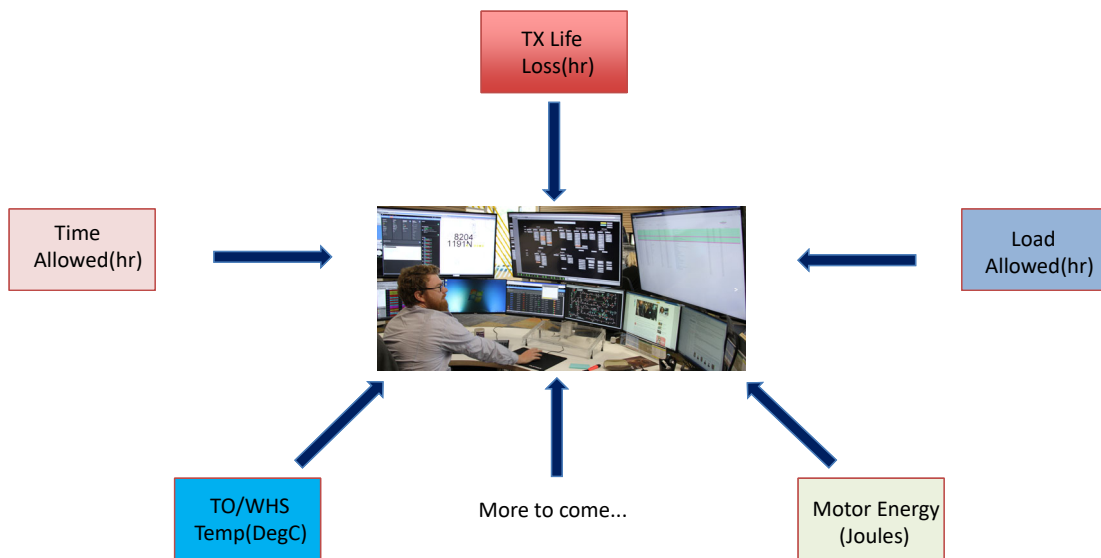 TX Life
Loss(hr)
Time
Allowed(hr)
8204
1191N
Load
Allowed(hr)
TO/WHS
Temp(DegC)
More to come...
Motor Energy
(Joules)